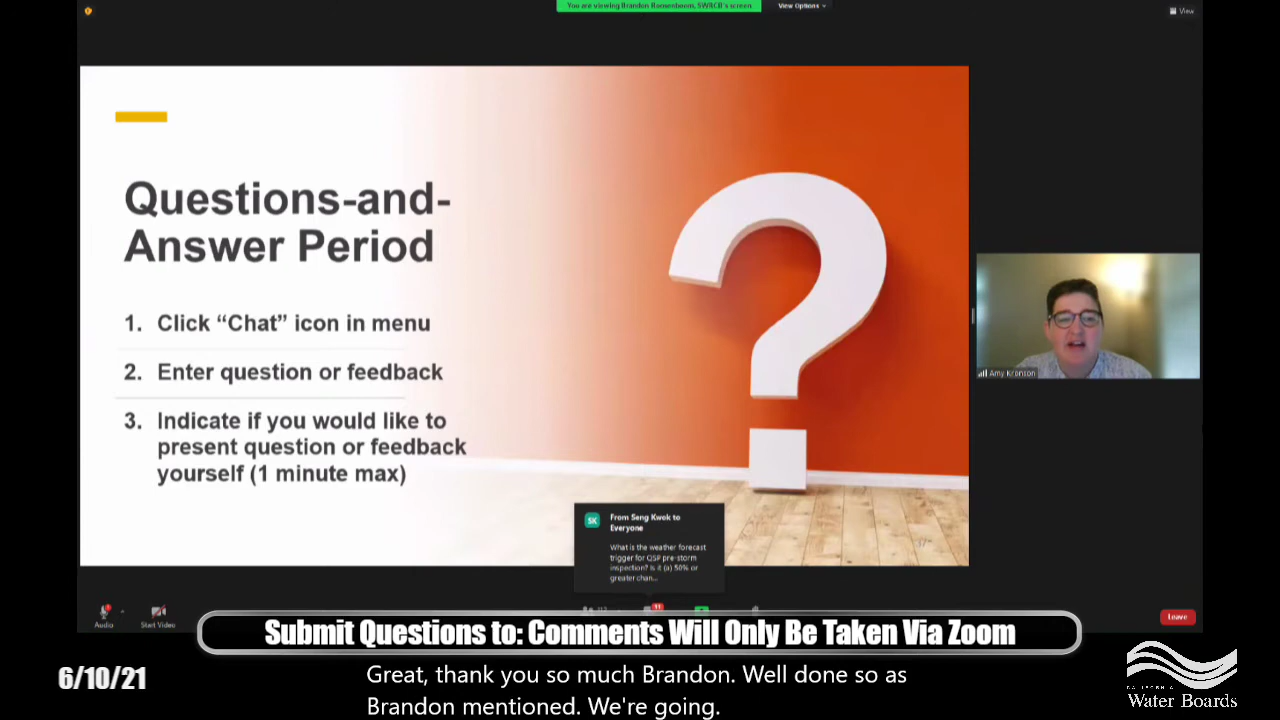 You are viewing Brandon Roosenboom, SWRCB's screen
View Options
View
Questions-and-
Answer Period
1. Click “Chat” icon in menu
2. Enter question or feedback
3. Indicate if you would like to
present question or feedback
yourself (1 minute max)
Amy Kronson
SK
From Seng Kwok to
Everyone
What is the weather forecast
trigger for QSP pre-storm
inspection? Is it (a) 50% or
greater chan...
37
Audio
Start Video
11
Leave
Submit Questions to: Comments Will Only Be Taken Via Zoom
6/10/21
Great, thank you so much Brandon. Well done so as
Brandon mentioned. We're going.
CALIFORNIA
Water Boards